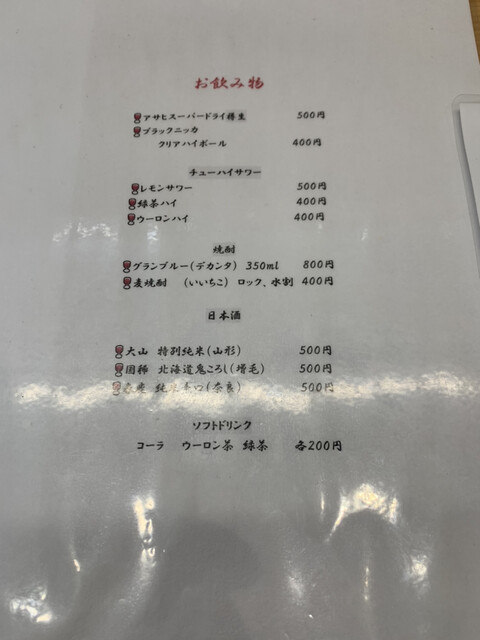 お飲み物
アサヒスーパードライ樽生 500円
ブラックニッカ
クリアハイボール 400円
チューハイサワー
レモンサワー 500円
緑茶ハイ 400円
ウーロンハイ 400円
焼酎
グランブルー(デカンタ) 350ml 800円
麦焼酎 (いいちこ) ロック、水割 400円
日本酒
大山 特別純米(山形) 500円
国稀 北海道鬼ころし(増毛) 500円
純米辛口(奈良) 500円
ソフトドリンク
コーラ ウーロン茶 緑茶 各200円